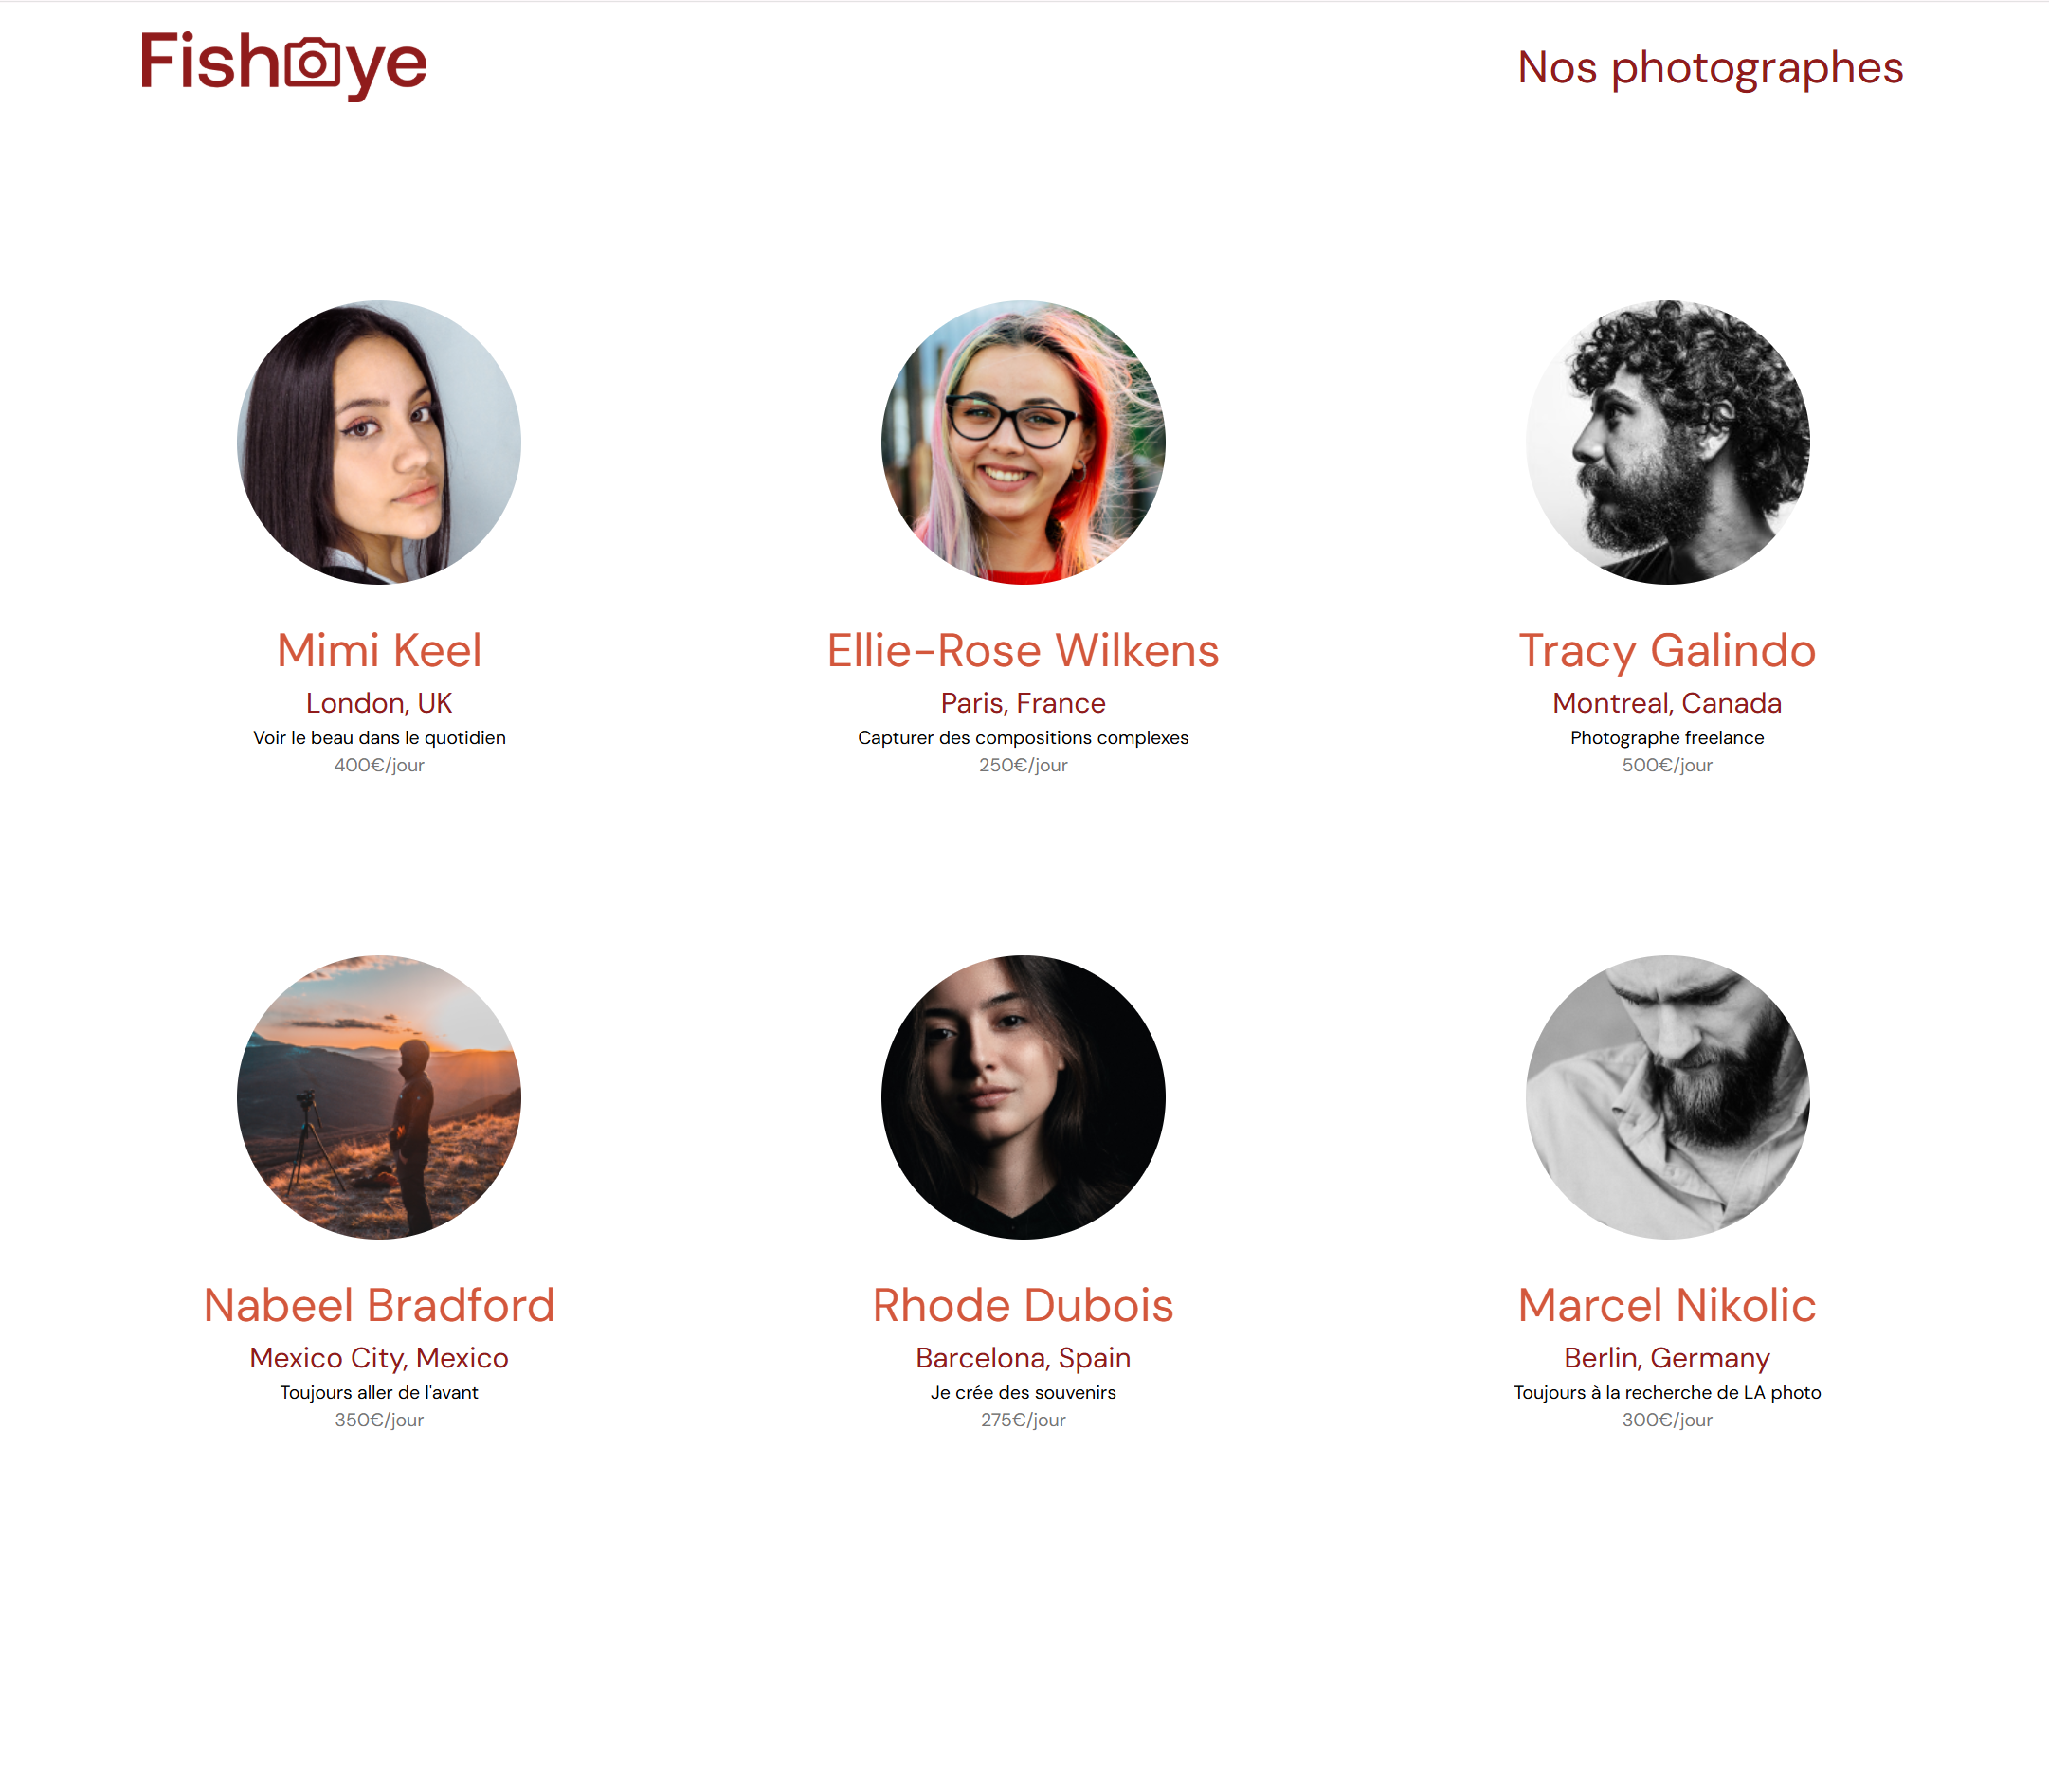 Fisheye
Nos photographes
Mimi Keel
London, UK
Voir le beau dans le quotidien
400€/jour
Ellie-Rose Wilkens
Paris, France
Capturer des compositions complexes
250€/jour
Tracy Galindo
Montreal, Canada
Photographe freelance
500€/jour
Nabeel Bradford
Mexico City, Mexico
Toujours aller de l'avant
350€/jour
Rhode Dubois
Barcelona, Spain
Je crée des souvenirs
275€/jour
Marcel Nikolic
Berlin, Germany
Toujours à la recherche de LA photo
300€/jour